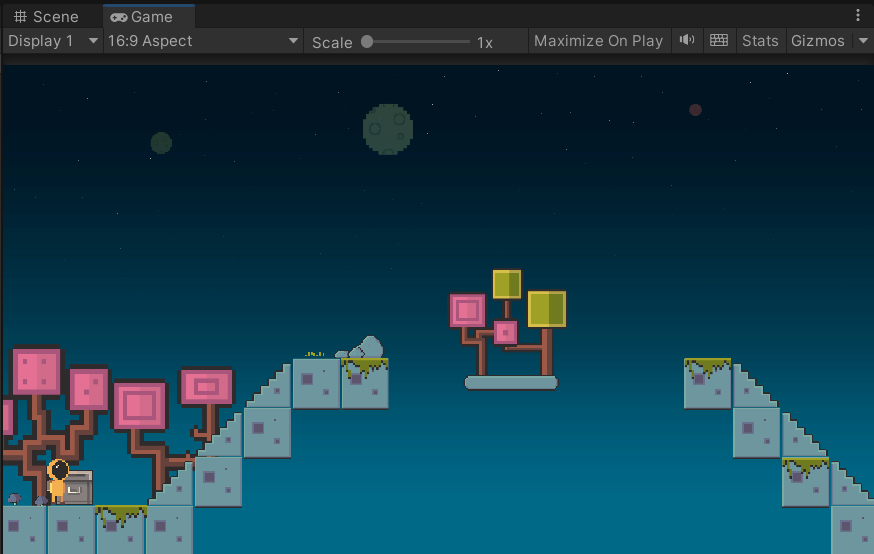 Scene Game
Display 1 16:9 Aspect Scale 1x Maximize On Play Stats Gizmos